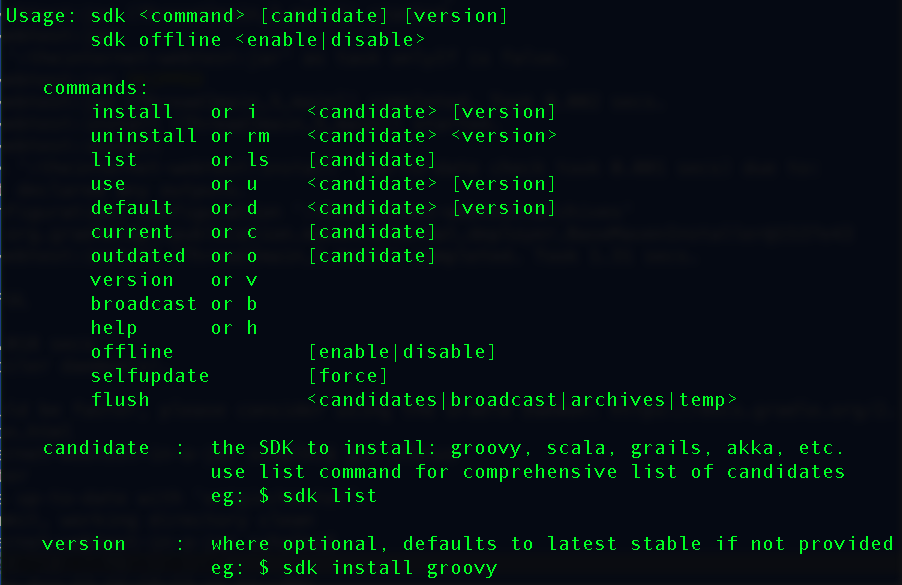 Usage: sdk <command> [candidate] [version]
       sdk offline <enable|disable>

   commands:
       install   or i    <candidate> [version]
       uninstall or rm   <candidate> <version>
       list      or ls   [candidate]
       use       or u    <candidate> [version]
       default   or d    <candidate> [version]
       current   or c    [candidate]
       outdated  or o    [candidate]
       version   or v
       broadcast or b
       help      or h
       offline           [enable|disable]
       selfupdate        [force]
       flush             <candidates|broadcast|archives|temp>

   candidate  :  the SDK to install: groovy, scala, grails, akka, etc.
                 use list command for comprehensive list of candidates
                 eg: $ sdk list

   version    :  where optional, defaults to latest stable if not provided
                 eg: $ sdk install groovy